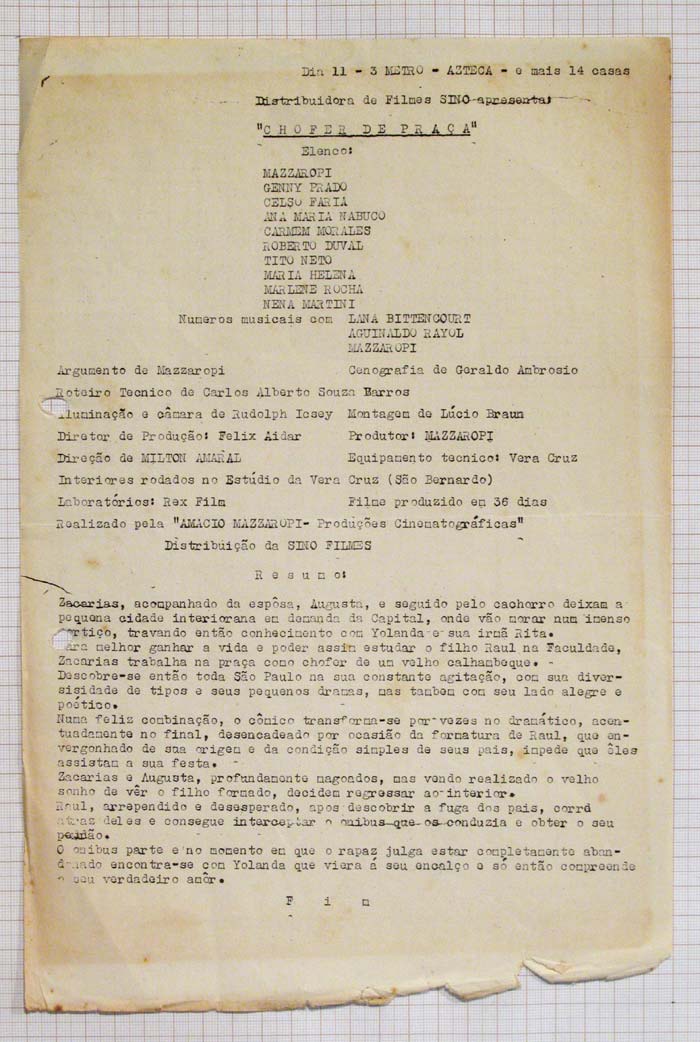 Dia 11 - 3 METRO - AZTECA - e mais 14 casas
Distribuidora de Filmes SINO apresenta:
"CHOFER DE PRAÇA"
Elenco:
MAZZAROPI
GENNY PRADO
CELSO FARIA
ANA MARIA NABUCO
CARMEM MORALES
ROBERTO DUVAL
TITO NETO
MARIA HELENA
MARLENE ROCHA
NENA MARTINI
Numeros musicais com LANA BITTENCOURT
AGUINALDO RAYOL
MAZZAROPI
Argumento de Mazzaropi Cenografia de Geraldo Ambrosio
Roteiro Tecnico de Carlos Alberto Souza Barros
Iluminação e câmara de Rudolph Icsey Montagem de Lúcio Braun
Diretor de Produção: Felix Aidar Produtor: MAZZAROPI
Direção de MILTON AMARAL Equipamento tecnico: Vera Cruz
Interiores rodados no Estúdio da Vera Cruz (São Bernardo)
Laboratórios: Rex Film Filme produzido em 36 dias
Realizado pela "AMACIO MAZZAROPI- Produções Cinematográficas"
Distribuição da SINO FILMES
Resumo:
Zacarias, acompanhado da espôsa, Augusta, e seguido pelo cachorro deixam a
pequena cidade interiorana em demanda da Capital, onde vão morar num imenso
cortiço, travando então conhecimento com Yolanda e sua irmã Rita.
Para melhor ganhar a vida e poder assim estudar o filho Raul na Faculdade,
Zacarias trabalha na praça como chofer de um velho calhambeque. -
Descobre-se então toda São Paulo na sua constante agitação, com sua diver-
sisidade de tipos e seus pequenos dramas, mas tambem com seu lado alegre e
poético.
Numa feliz combinação, o cômico transforma-se por vezes no dramático, acen-
tuadamente no final, desencadeado por ocasião da formatura de Raul, que en-
vergonhado de sua origem e da condição simples de seus pais, impede que êles
assistam a sua festa. -
Zacarias e Augusta, profundamente magoados, mas vendo realizado o velho
sonho de vêr o filho formado, decidem regressar ao interior.
Raul, arrependido e desesperado, apos descobrir a fuga dos pais, corrd
atraz deles e consegue interceptar o onibus que os conduzia e obter o seu
perdão.
O onibus parte e no momento em que o rapaz julga estar completamente aban-
donado encontra-se com Yolanda que viera á seu encalço e só então compreende
o seu verdadeiro amôr.
Fim